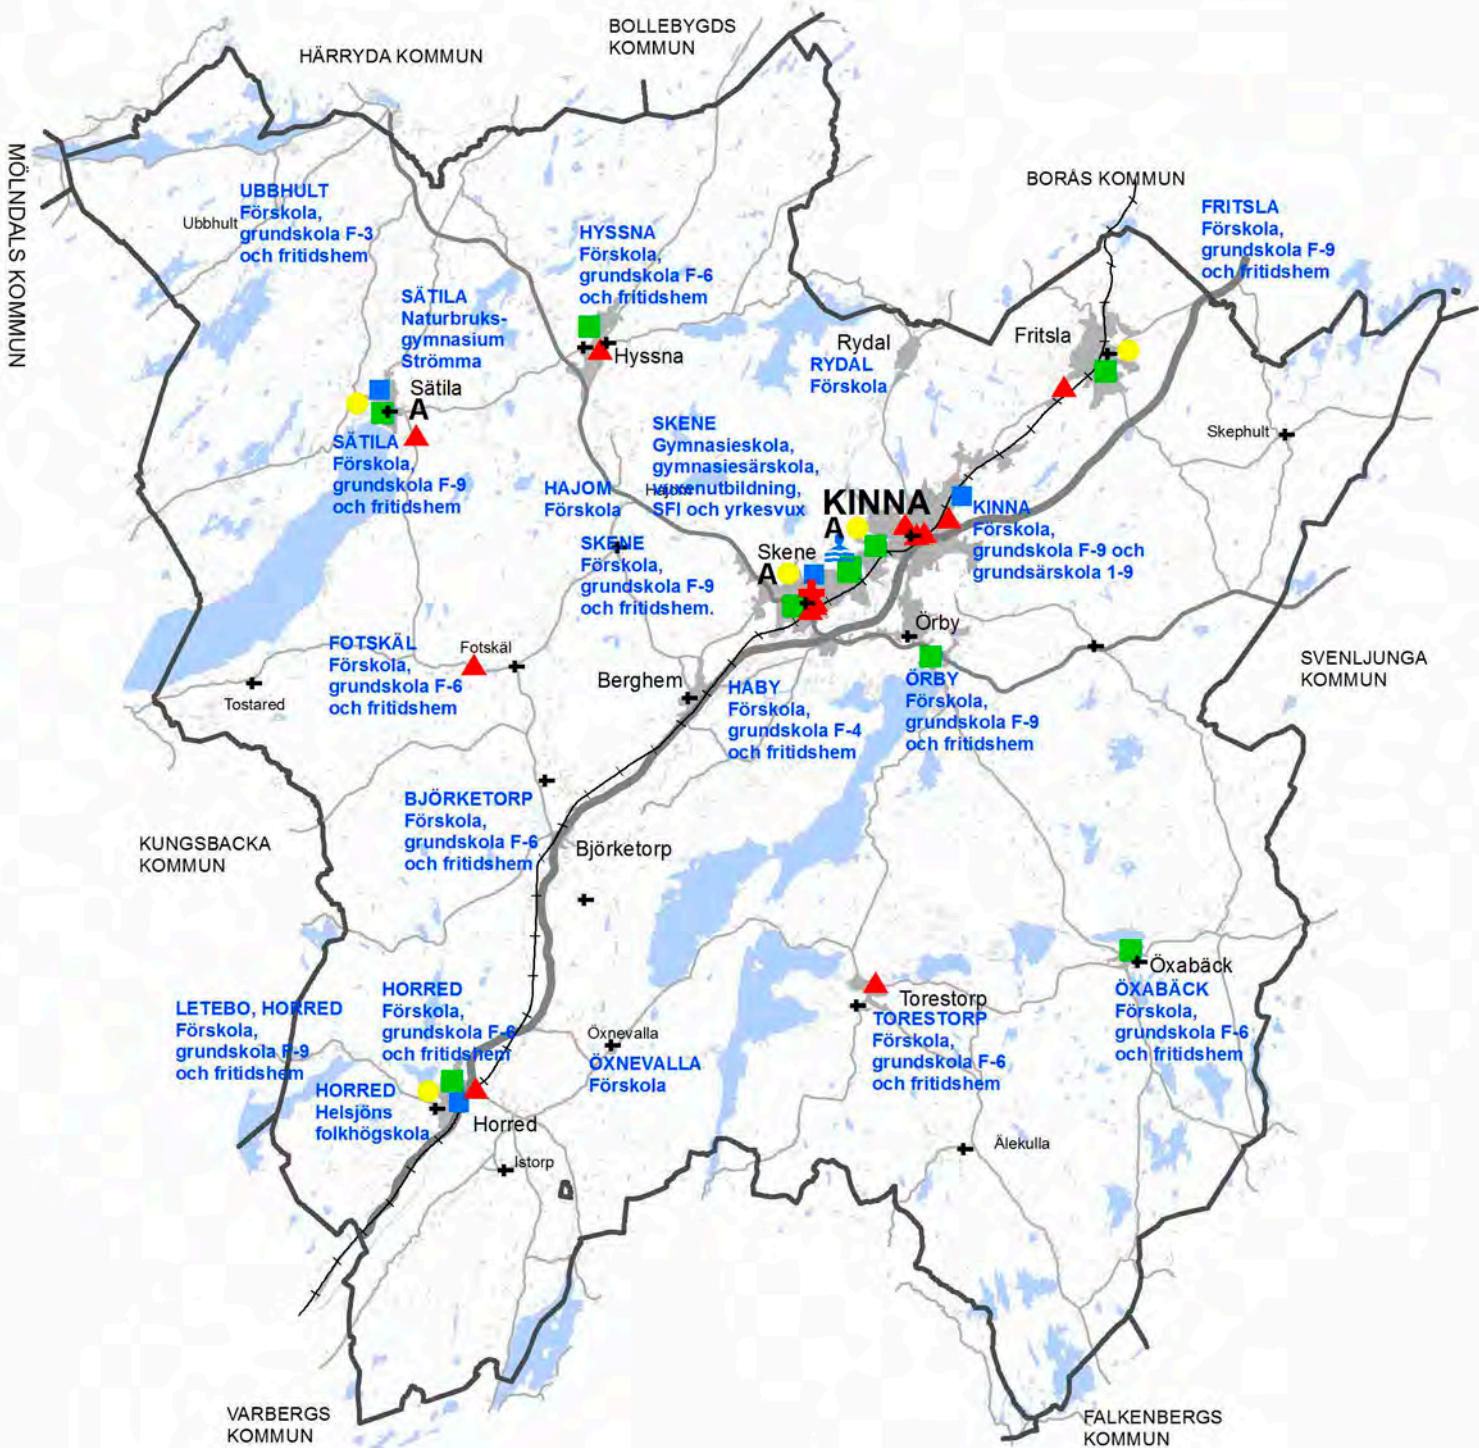 BOLLEBYGDS
KOMMUN
HÄRRYDA KOMMUN
MÖLNDALS KOMMUN
BORÅS KOMMUN
UBBHULT
Förskola,
grundskola F-3
och fritidshem
Ubbhult
FRITSLA
Förskola,
grundskola F-9
och fritidshem
HYSSNA
Förskola,
grundskola F-6
och fritidshem
SÄTILA
Naturbruks-
gymnasium
Strömma
Hyssna
Rydal
RYDAL
Förskola
Fritsla
Sätila
A
SÄTILA
Förskola,
grundskola F-9
och fritidshem
SKENE
Gymnasieskola,
gymnasiesärskola,
vuxenutbildning,
SFI och yrkesvux
Skephult
HAJOM
Förskola
Hajom
KINNA
A
KINNA
Förskola,
grundskola F-9 och
grundsärskola 1-9
SKENE
Förskola,
grundskola F-9
och fritidshem.
Skene
A
Örby
FOTSKÄL
Förskola,
grundskola F-6
och fritidshem
Fotskäl
Tostared
Berghem
HABY
Förskola,
grundskola F-4
och fritidshem
ÖRBY
Förskola,
grundskola F-9
och fritidshem
SVENLJUNGA
KOMMUN
BJÖRKETORP
Förskola,
grundskola F-6
och fritidshem
Björketorp
KUNGSBACKA
KOMMUN
Öxabäck
ÖXABÄCK
Förskola,
grundskola F-6
och fritidshem
LETEBO, HORRED
Förskola,
grundskola F-9
och fritidshem
HORRED
Förskola,
grundskola F-6
och fritidshem
Torestorp
TORESTORP
Förskola,
grundskola F-6
och fritidshem
Öxnevalla
ÖXNEVALLA
Förskola
HORRED
Helsjöns
folkhögskola
Horred
Istorp
Älekulla
VARBERGS
KOMMUN
FALKENBERGS
KOMMUN